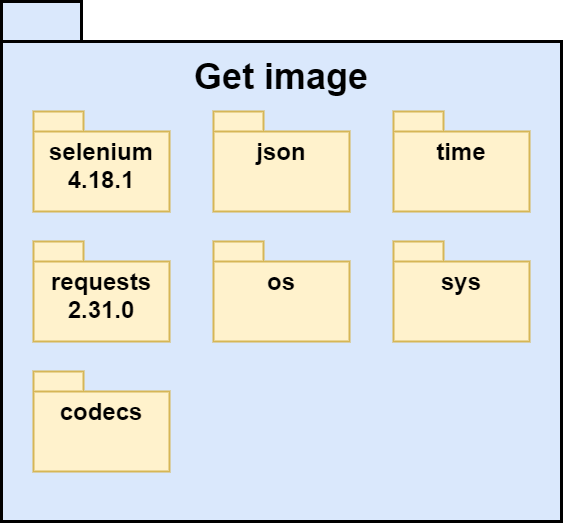 Get image
selenium
4.18.1
json
time
requests
2.31.0
os
sys
codecs